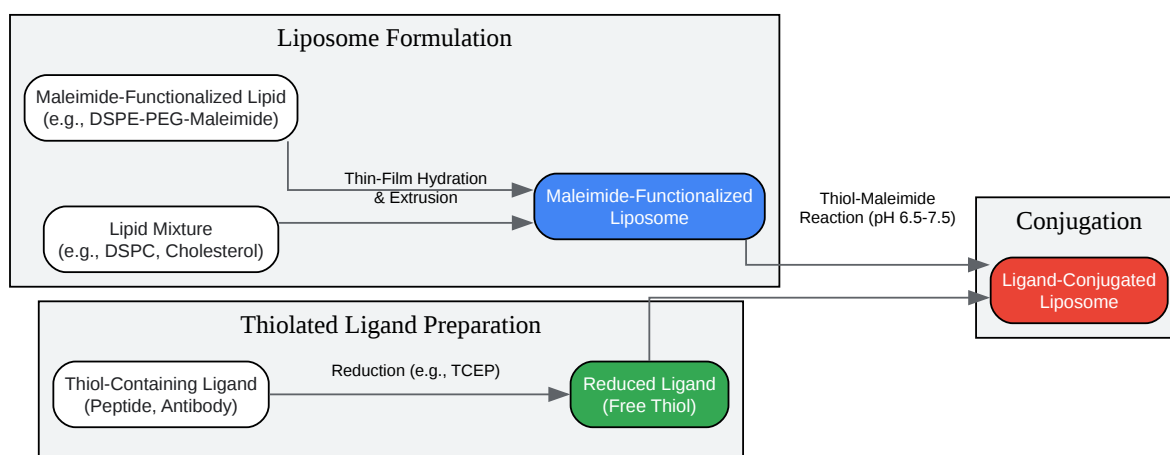 Liposome Formulation
Maleimide-Functionalized Lipid
(e.g., DSPE-PEG-Maleimide)
Thin-Film Hydration
& Extrusion
Lipid Mixture
(e.g., DSPC, Cholesterol)
Maleimide-Functionalized
Liposome
Thiol-Maleimide
Reaction (pH 6.5-7.5)
Conjugation
Ligand-Conjugated
Liposome
Thiolated Ligand Preparation
Thiol-Containing Ligand
(Peptide, Antibody)
Reduction (e.g., TCEP)
Reduced Ligand
(Free Thiol)